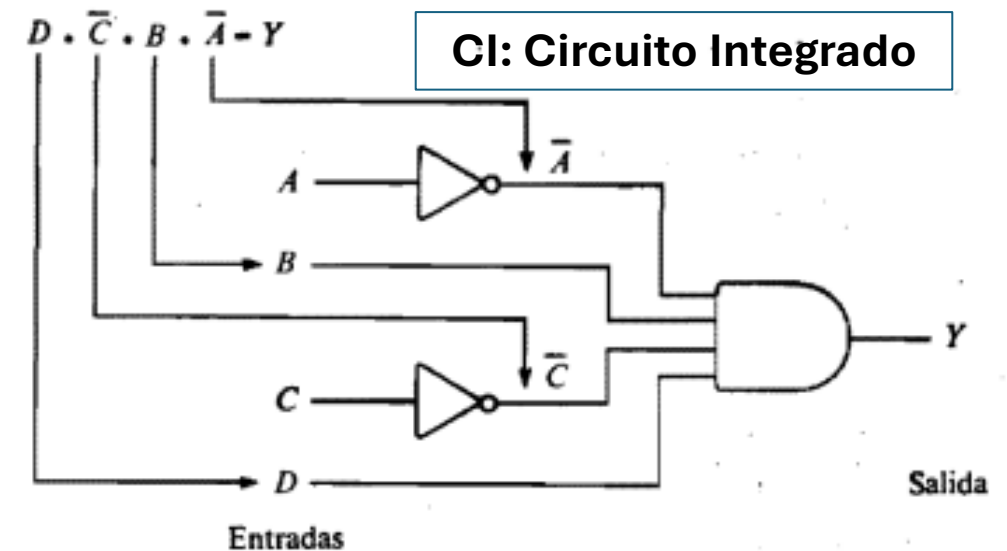 D . C̅ . B . A̅ = Y
CI: Circuito Integrado
A̅
A
B
Y
C̅
C
D
Salida
Entradas